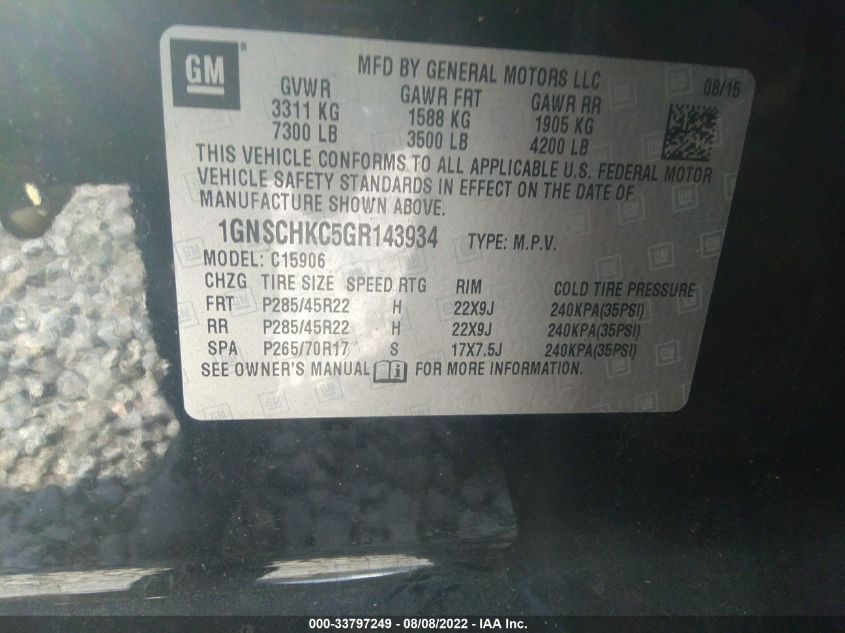 GM®
MFD BY GENERAL MOTORS LLC
08/15
GVWR GAWR FRT GAWR RR
3311 KG 1588 KG 1905 KG
7300 LB 3500 LB 4200 LB
THIS VEHICLE CONFORMS TO ALL APPLICABLE U.S. FEDERAL MOTOR
VEHICLE SAFETY STANDARDS IN EFFECT ON THE DATE OF
MANUFACTURE SHOWN ABOVE.
1GNSCHKC5GR143934 TYPE: M.P.V.
MODEL: C15906
CHZG TIRE SIZE SPEED RTG RIM COLD TIRE PRESSURE
FRT P285/45R22 H 22X9J 240KPA(35PSI)
RR P285/45R22 H 22X9J 240KPA(35PSI)
SPA P265/70R17 S 17X7.5J 240KPA(35PSI)
SEE OWNER'S MANUAL FOR MORE INFORMATION.
000-33797249 - 08/08/2022 - IAA Inc.